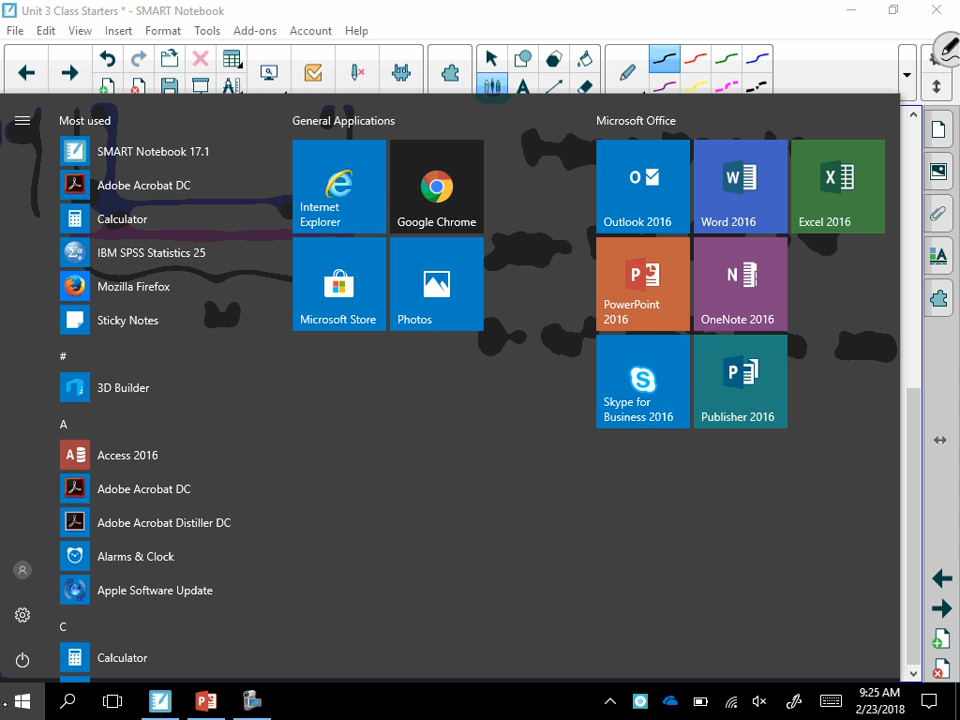 Unit 3 Class Starters * - SMART Notebook
File Edit View Insert Format Tools Add-ons Account Help
Most used
General Applications
Microsoft Office
SMART Notebook 17.1
Adobe Acrobat DC
Calculator
IBM SPSS Statistics 25
Mozilla Firefox
Sticky Notes
#
3D Builder
A
Access 2016
Adobe Acrobat DC
Adobe Acrobat Distiller DC
Alarms & Clock
Apple Software Update
C
Calculator
Internet
Explorer
Google Chrome
Microsoft Store
Photos
Outlook 2016
Word 2016
Excel 2016
PowerPoint
2016
OneNote 2016
Skype for
Business 2016
Publisher 2016
9:25 AM
2/23/2018